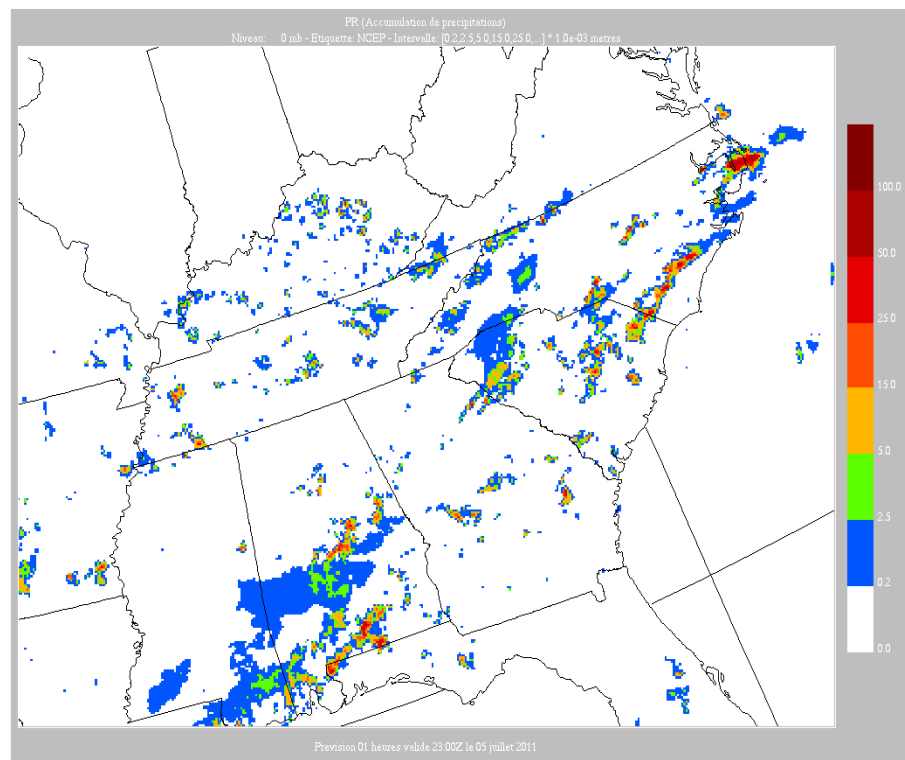 PR (Accumulation de precipitations)
Niveau: 0 mb - Etiquette: NCEP - Intervalle: [0.2,2.5,5.0,15.0,25.0,...] * 1.0e-03 metres
100.0
50.0
25.0
15.0
5.0
2.5
0.2
0.0
Prevision 01 heures valide 23:00Z le 05 juillet 2011